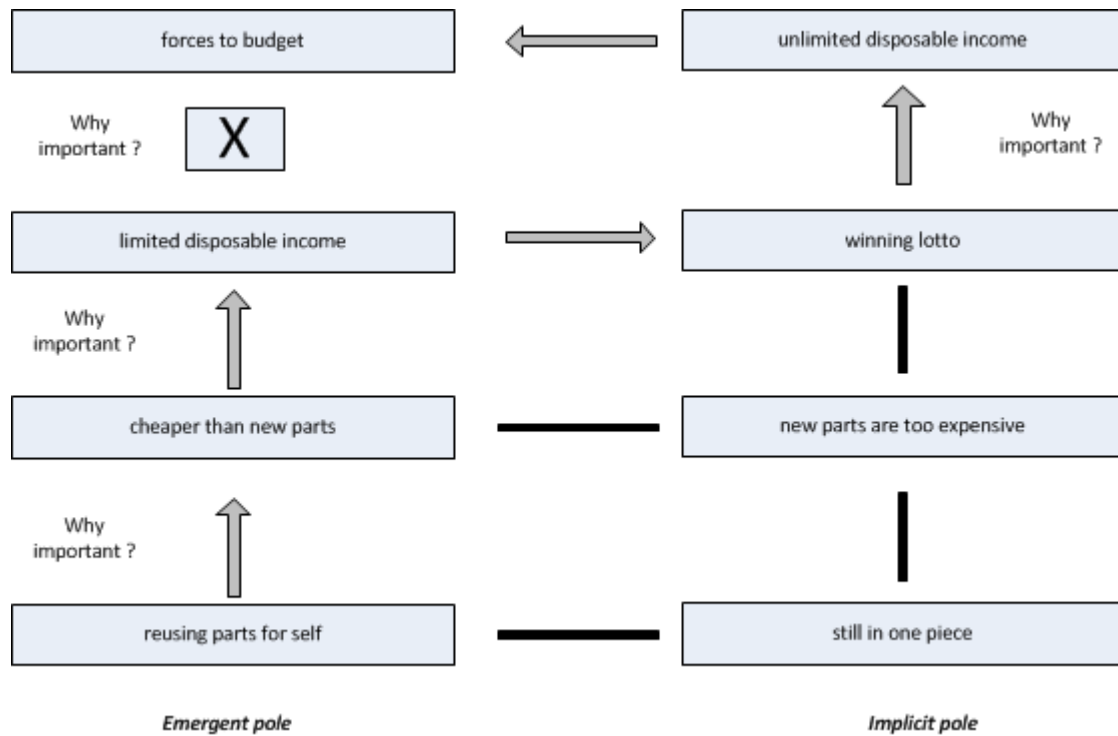 forces to budget
unlimited disposable income
Why
important ?
X
Why
important ?
limited disposable income
winning lotto
Why
important ?
cheaper than new parts
new parts are too expensive
Why
important ?
reusing parts for self
still in one piece
Emergent pole
Implicit pole